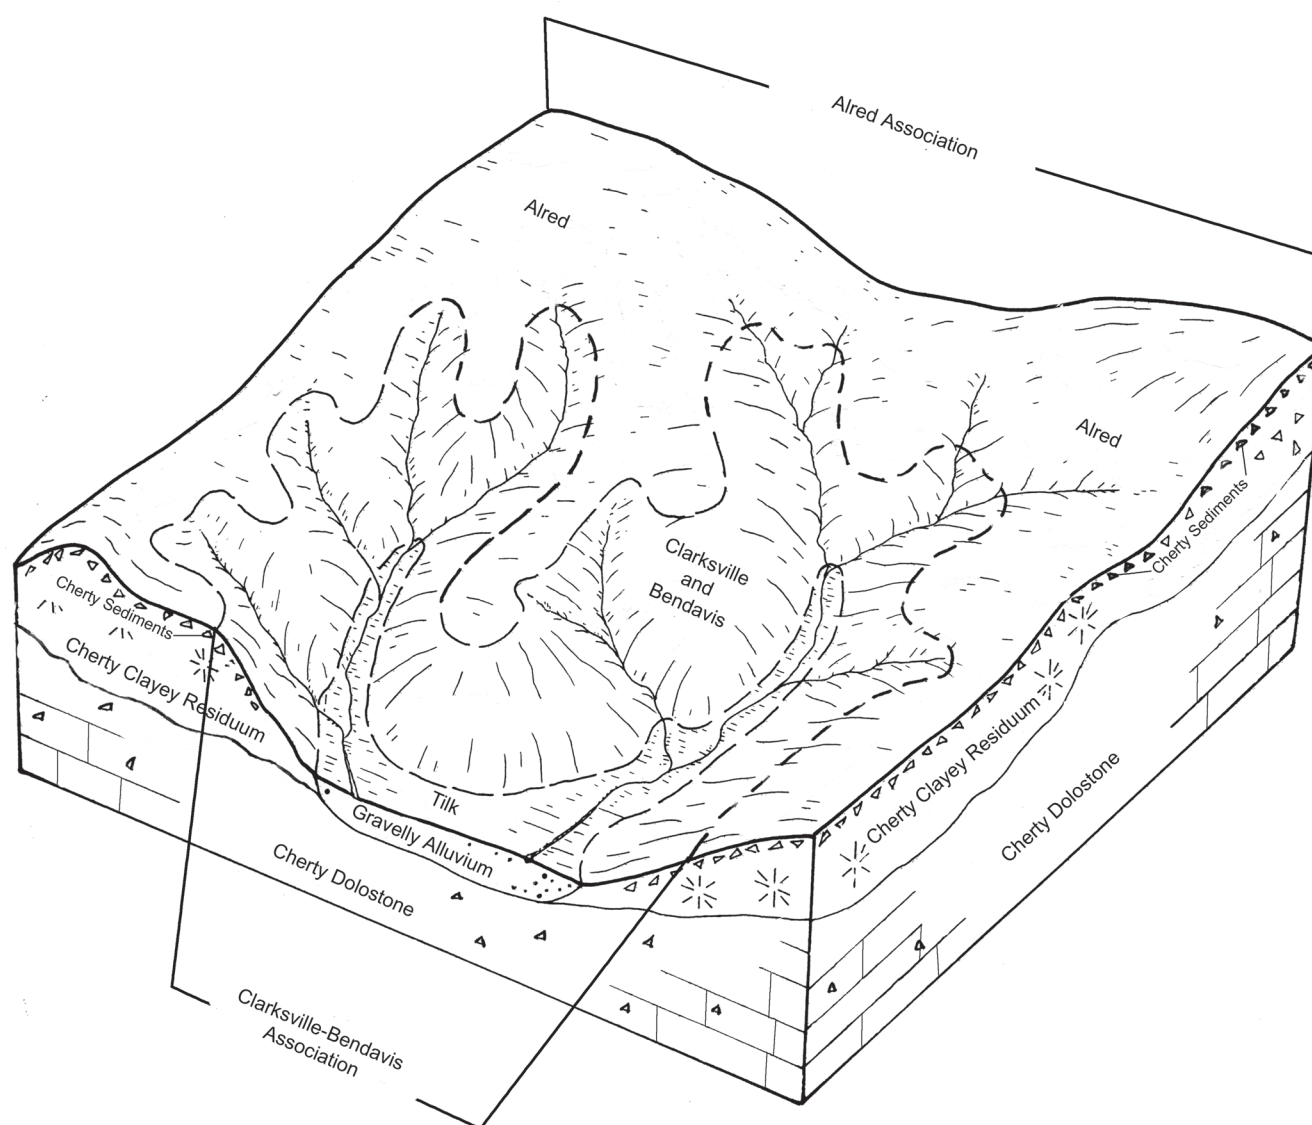 Alred Association
Alred
Alred
Cherty Sediments
Clarksville
and
Bendavis
Cherty Sediments
Cherty Clayey Residuum
Cherty Clayey Residuum
Cherty Dolostone
Tilk
Gravelly Alluvium
Cherty Dolostone
Clarksville-Bendavis
Association